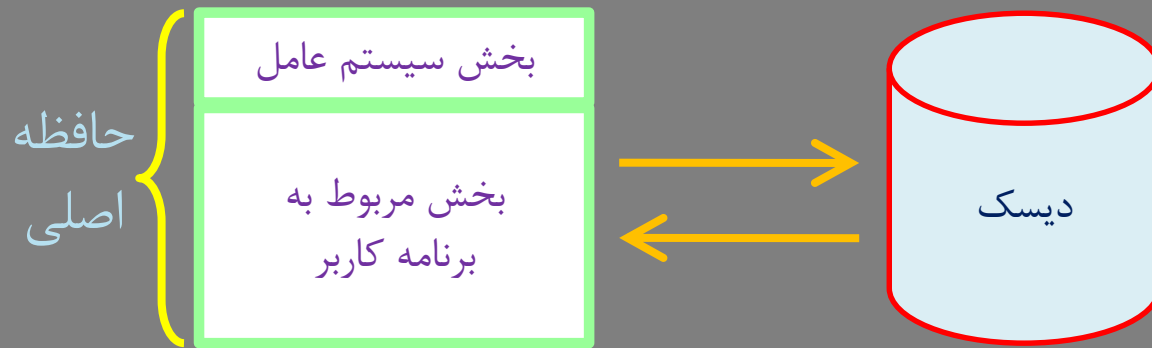 بخش سیستم عامل
حافظه
اصلی
بخش مربوط به
برنامه کاربر
دیسک